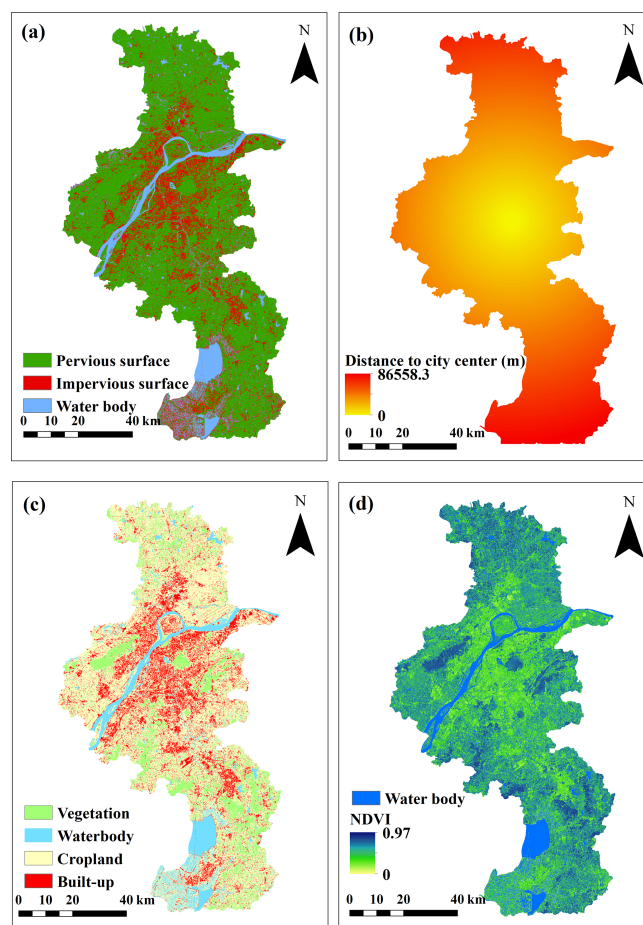 (a)
N
Pervious surface
Impervious surface
Water body
0 10 20 40 km
(b)
N
Distance to city center (m)
86558.3
0
0 10 20 40 km
(c)
N
Vegetation
Waterbody
Cropland
Built-up
0 10 20 40 km
(d)
N
Water body
NDVI
0.97
0
0 10 20 40 km